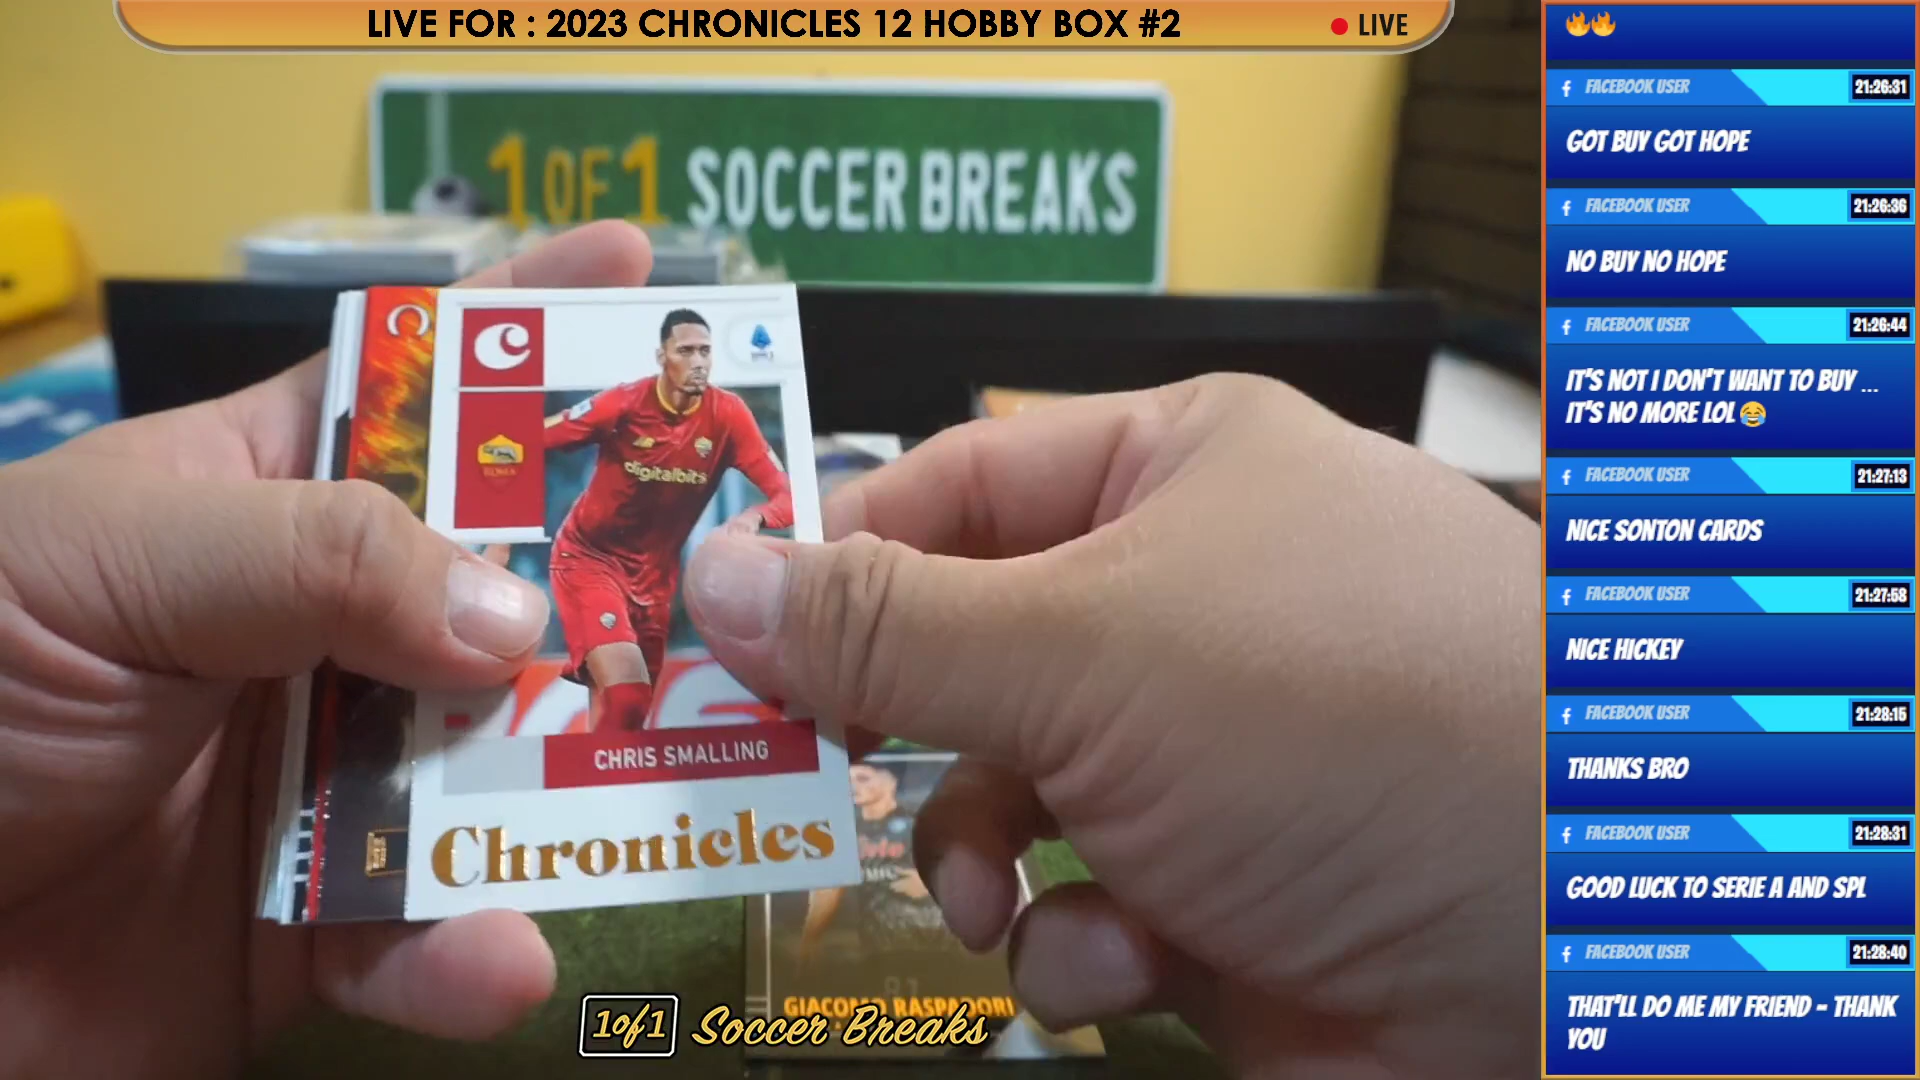 LIVE FOR : 2023 CHRONICLES 12 HOBBY BOX #2
LIVE
1 OF 1 SOCCER BREAKS
digitalbits
ROMA
CHRIS SMALLING
Chronicles
GIACOMO RASPADORI
1of1 Soccer Breaks
FACEBOOK USER
21:26:31
GOT BUY GOT HOPE
FACEBOOK USER
21:26:36
NO BUY NO HOPE
FACEBOOK USER
21:26:44
IT'S NOT I DON'T WANT TO BUY ...
IT'S NO MORE LOL 😂
FACEBOOK USER
21:27:13
NICE SONTON CARDS
FACEBOOK USER
21:27:58
NICE HICKEY
FACEBOOK USER
21:28:15
THANKS BRO
FACEBOOK USER
21:28:31
GOOD LUCK TO SERIE A AND SPL
FACEBOOK USER
21:28:40
THAT'LL DO ME MY FRIEND - THANK
YOU